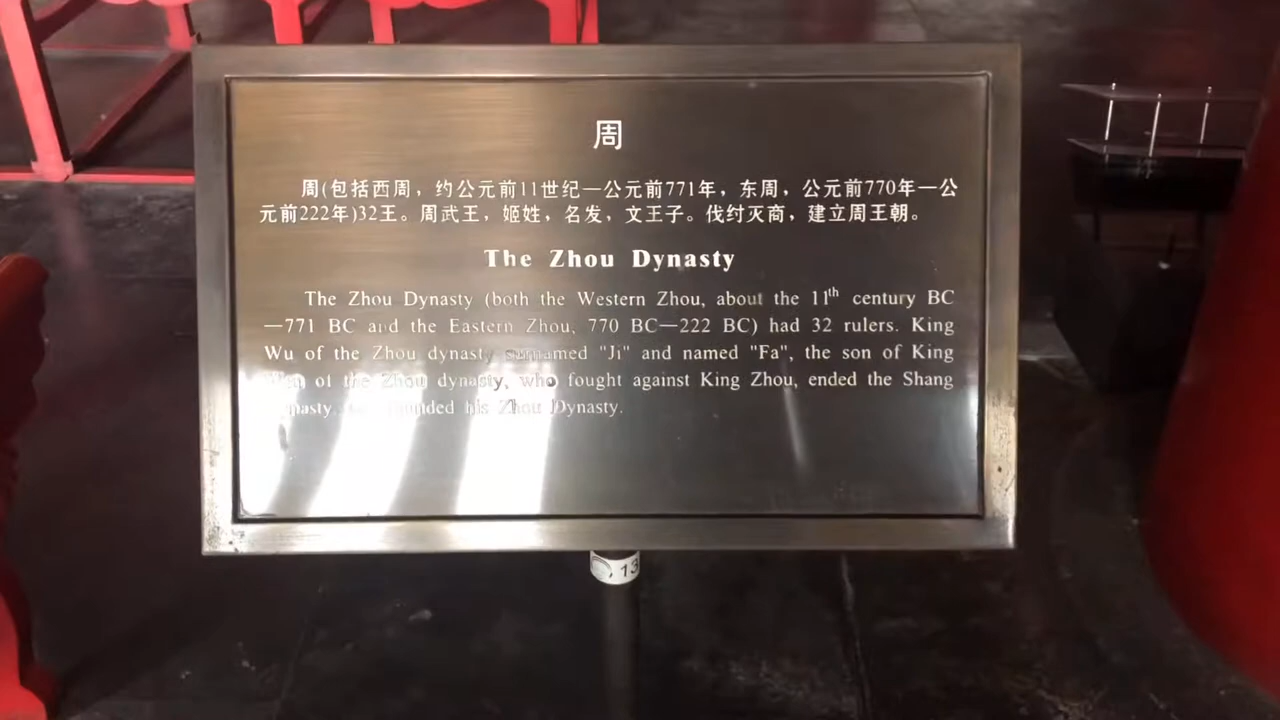 周
周(包括西周，约公元前11世纪—公元前771年，东周，公元前770年—公
元前222年)32王。周武王，姬姓，名发，文王子。伐纣灭商，建立周王朝。
The Zhou Dynasty
The Zhou Dynasty (both the Western Zhou, about the 11th century BC
—771 BC and the Eastern Zhou, 770 BC—222 BC) had 32 rulers. King
Wu of the Zhou dynasty surnamed "Ji" and named "Fa", the son of King
of the Zhou dynasty, who fought against King Zhou, ended the Shang
his Zhou Dynasty.
13